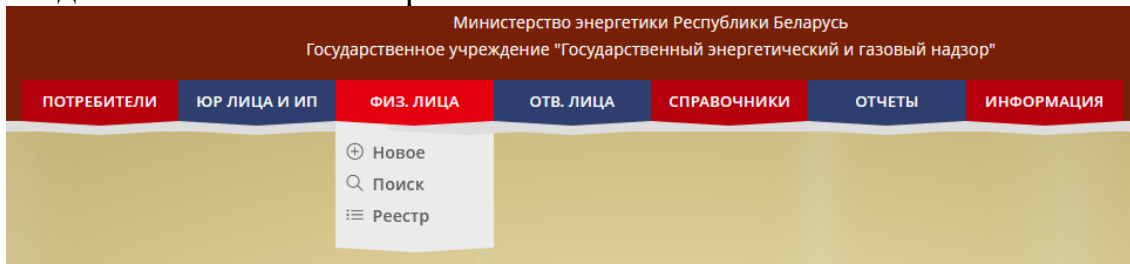 Министерство энергетики Республики Беларусь
Государственное учреждение "Государственный энергетический и газовый надзор"
ПОТРЕБИТЕЛИ ЮР ЛИЦА И ИП ФИЗ. ЛИЦА ОТВ. ЛИЦА СПРАВОЧНИКИ ОТЧЕТЫ ИНФОРМАЦИЯ
Новое
Поиск
Реестр